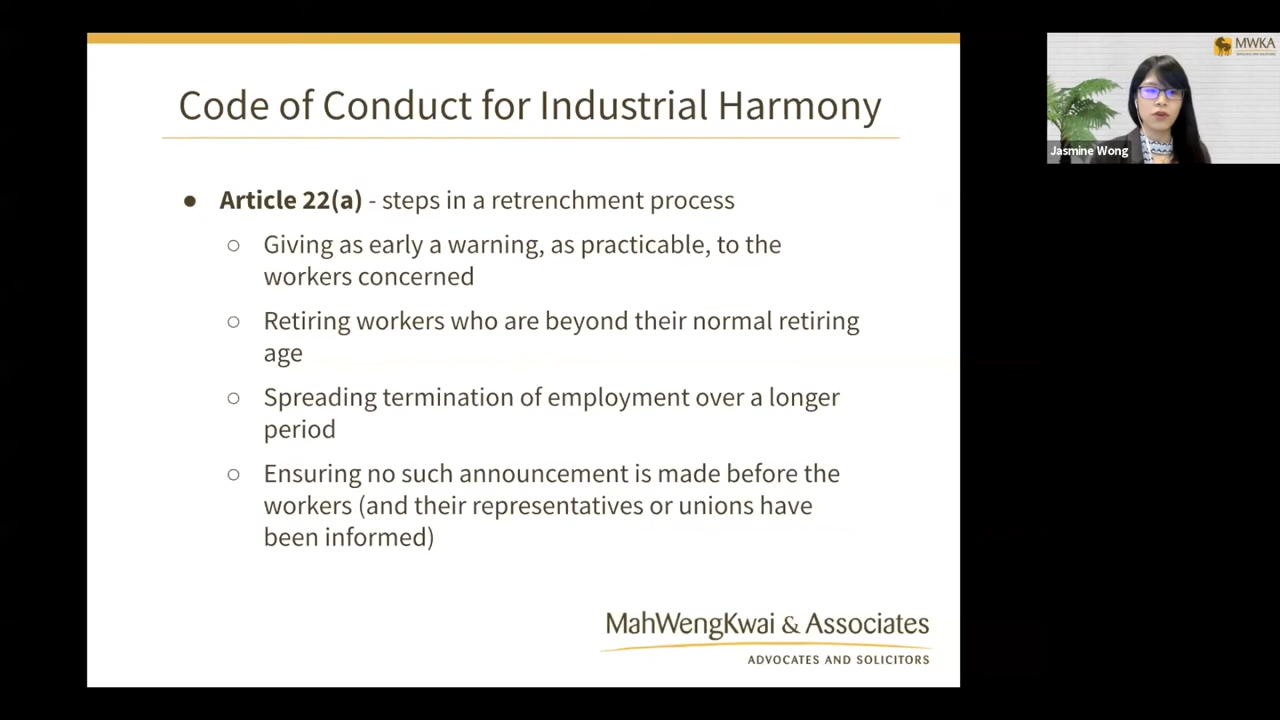 Code of Conduct for Industrial Harmony
● Article 22(a) - steps in a retrenchment process
○ Giving as early a warning, as practicable, to the
workers concerned
○ Retiring workers who are beyond their normal retiring
age
○ Spreading termination of employment over a longer
period
○ Ensuring no such announcement is made before the
workers (and their representatives or unions have
been informed)
MahWengKwai & Associates
ADVOCATES AND SOLICITORS
MWKA
Jasmine Wong